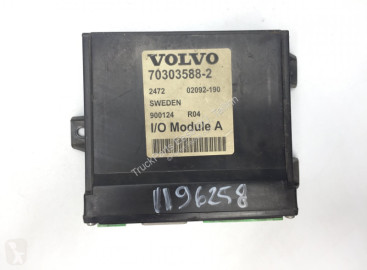 VOLVO
70303588-2
2472 02092-190
SWEDEN
900124 R04
I/O Module A
1196258